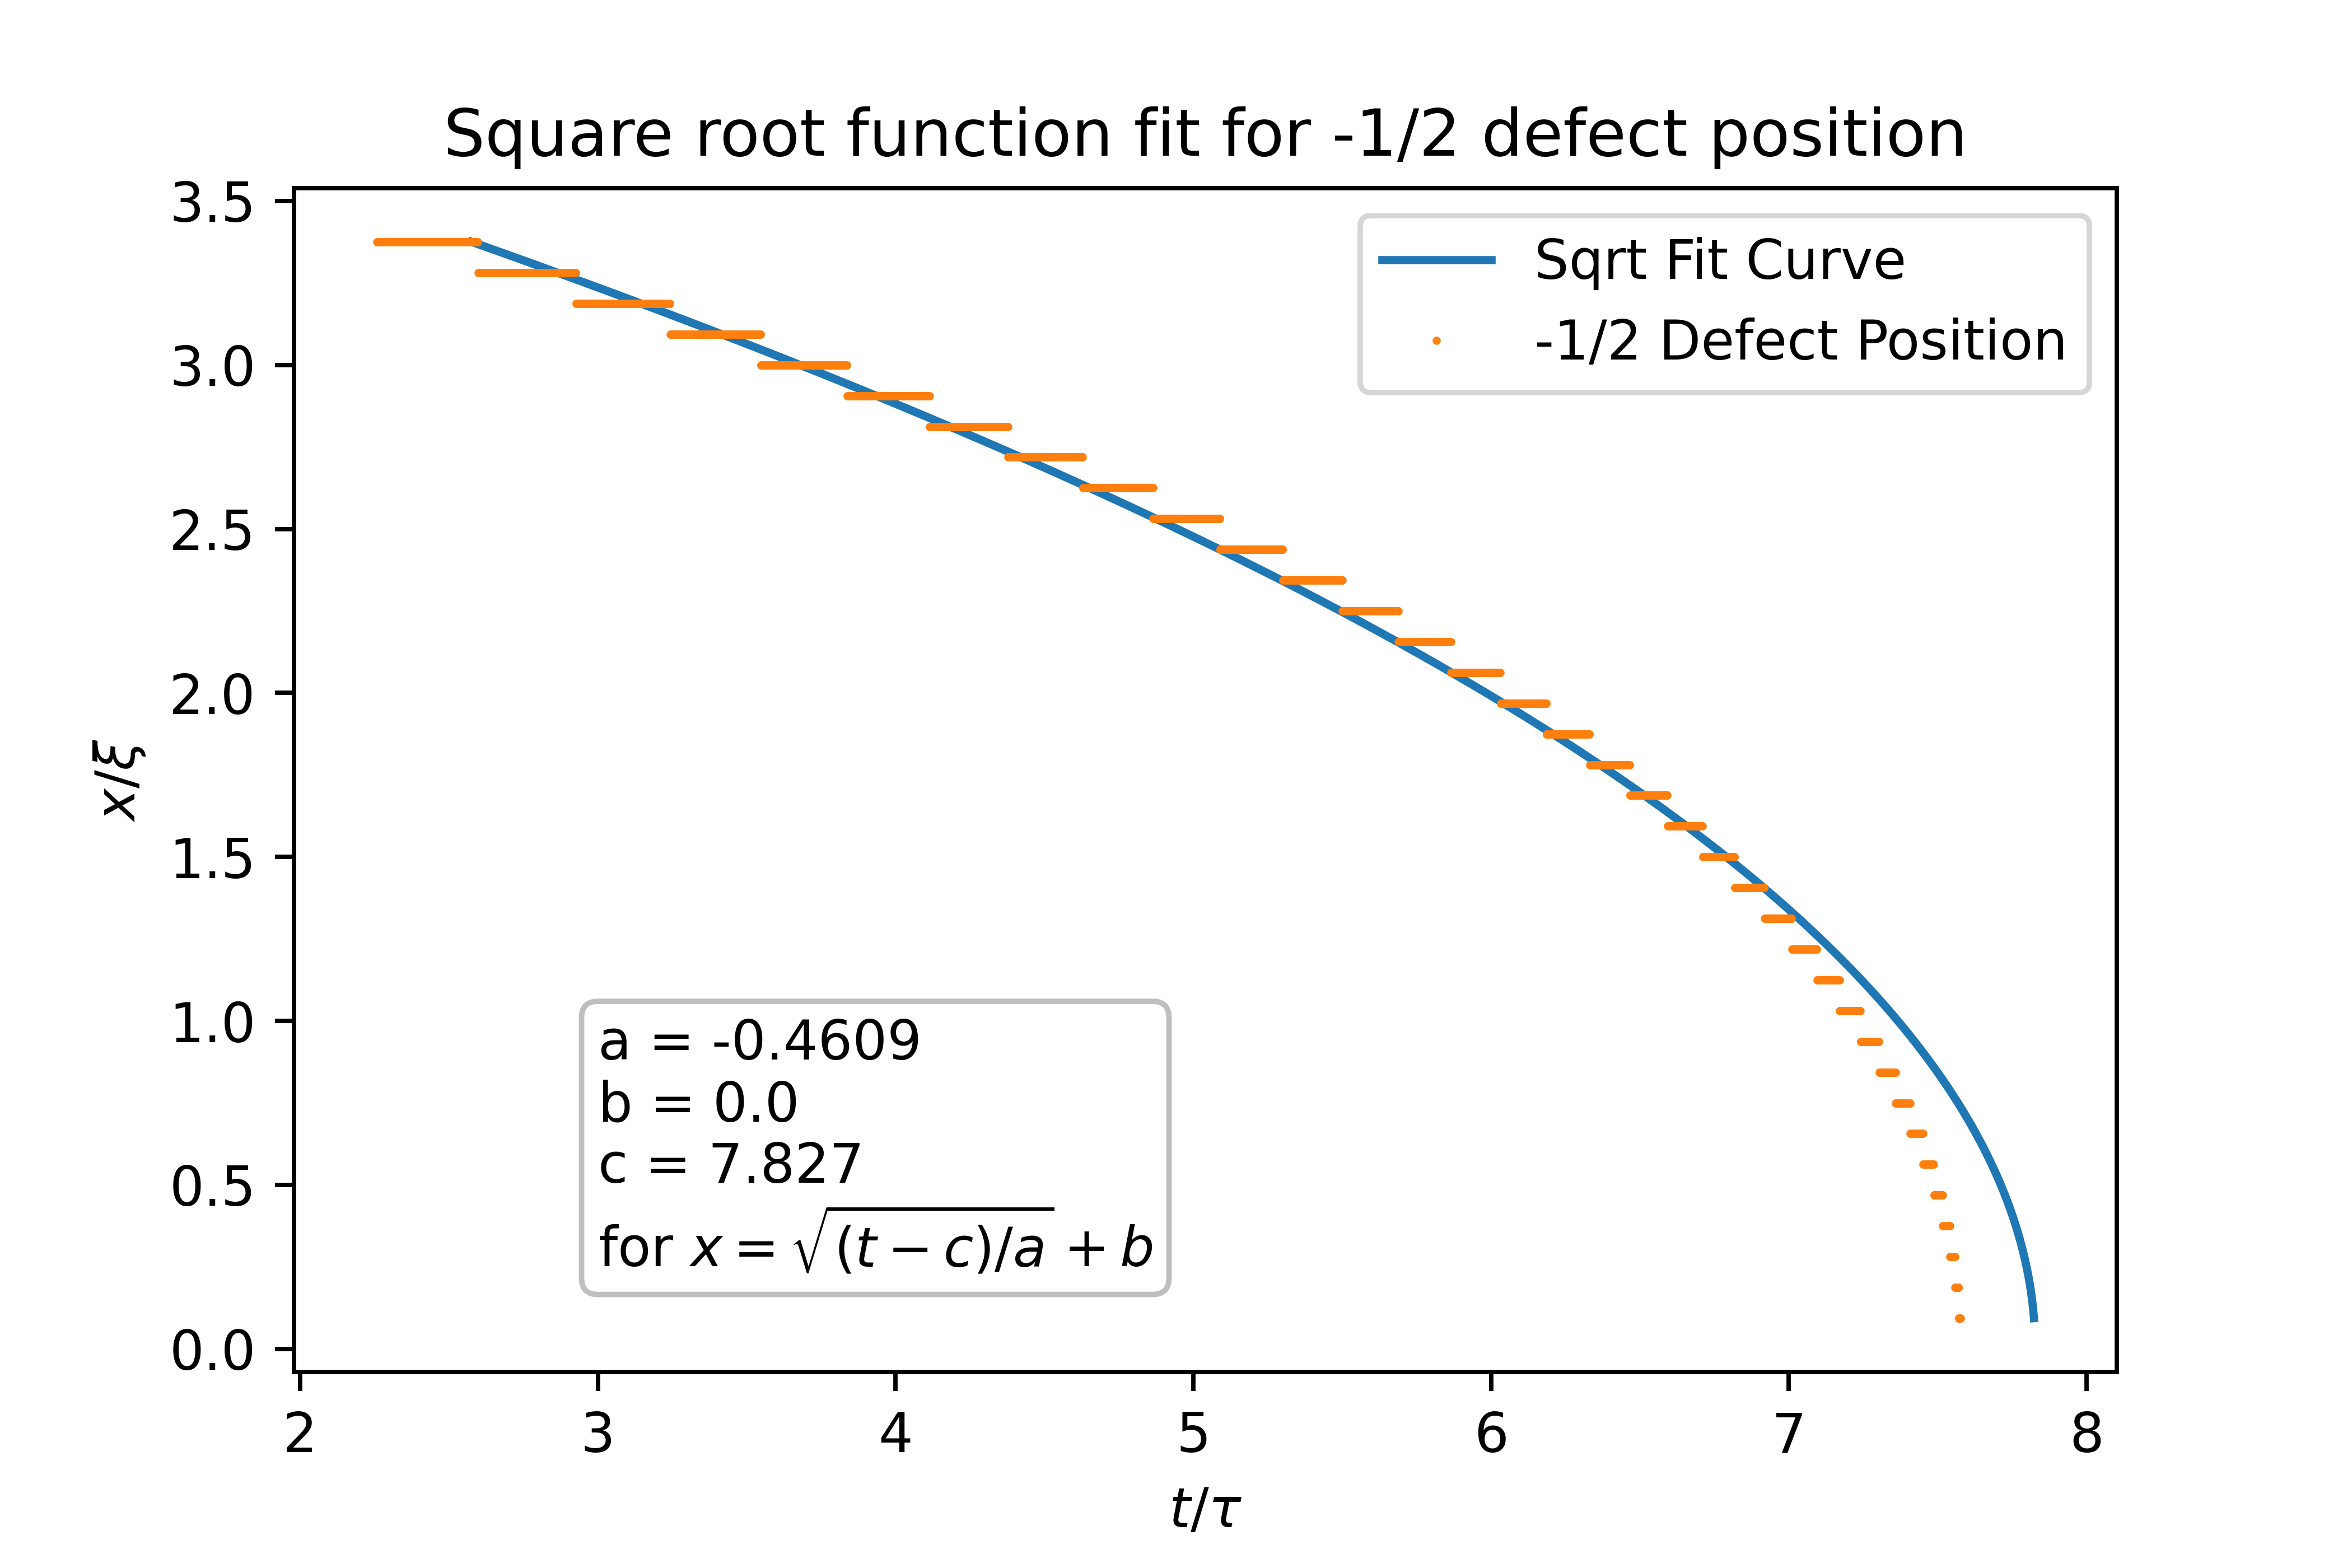 Square root function fit for -1/2 defect position
3.5
3.0
2.5
2.0
1.5
1.0
0.5
0.0
x/ξ
Sqrt Fit Curve
-1/2 Defect Position
a = -0.4609
b = 0.0
c = 7.827
for x = √(t − c)/a + b
2 3 4 5 6 7 8
t/τ